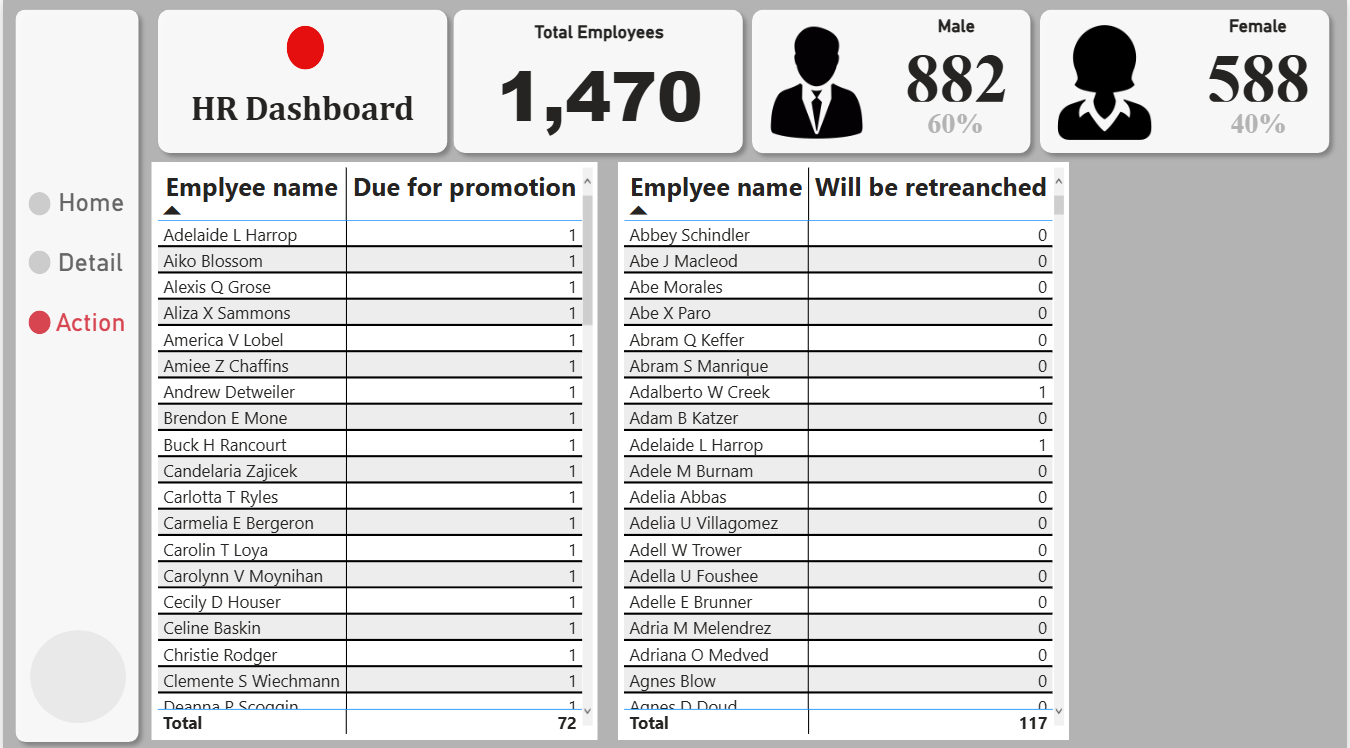 HR Dashboard
Total Employees
1,470
Male
882
60%
Female
588
40%
Home
Detail
Action
Emplyee name Due for promotion
Adelaide L Harrop 1
Aiko Blossom 1
Alexis Q Grose 1
Aliza X Sammons 1
America V Lobel 1
Amiee Z Chaffins 1
Andrew Detweiler 1
Brendon E Mone 1
Buck H Rancourt 1
Candelaria Zajicek 1
Carlotta T Ryles 1
Carmelia E Bergeron 1
Carolin T Loya 1
Carolynn V Moynihan 1
Cecily D Houser 1
Celine Baskin 1
Christie Rodger 1
Clemente S Wiechmann 1
Deanna P Scoggin 1
Total 72
Emplyee name Will be retreanched
Abbey Schindler 0
Abe J Macleod 0
Abe Morales 0
Abe X Paro 0
Abram Q Keffer 0
Abram S Manrique 0
Adalberto W Creek 1
Adam B Katzer 0
Adelaide L Harrop 1
Adele M Burnam 0
Adelia Abbas 0
Adelia U Villagomez 0
Adell W Trower 0
Adella U Foushee 0
Adelle E Brunner 0
Adria M Melendrez 0
Adriana O Medved 0
Agnes Blow 0
Agnes D Doud 0
Total 117